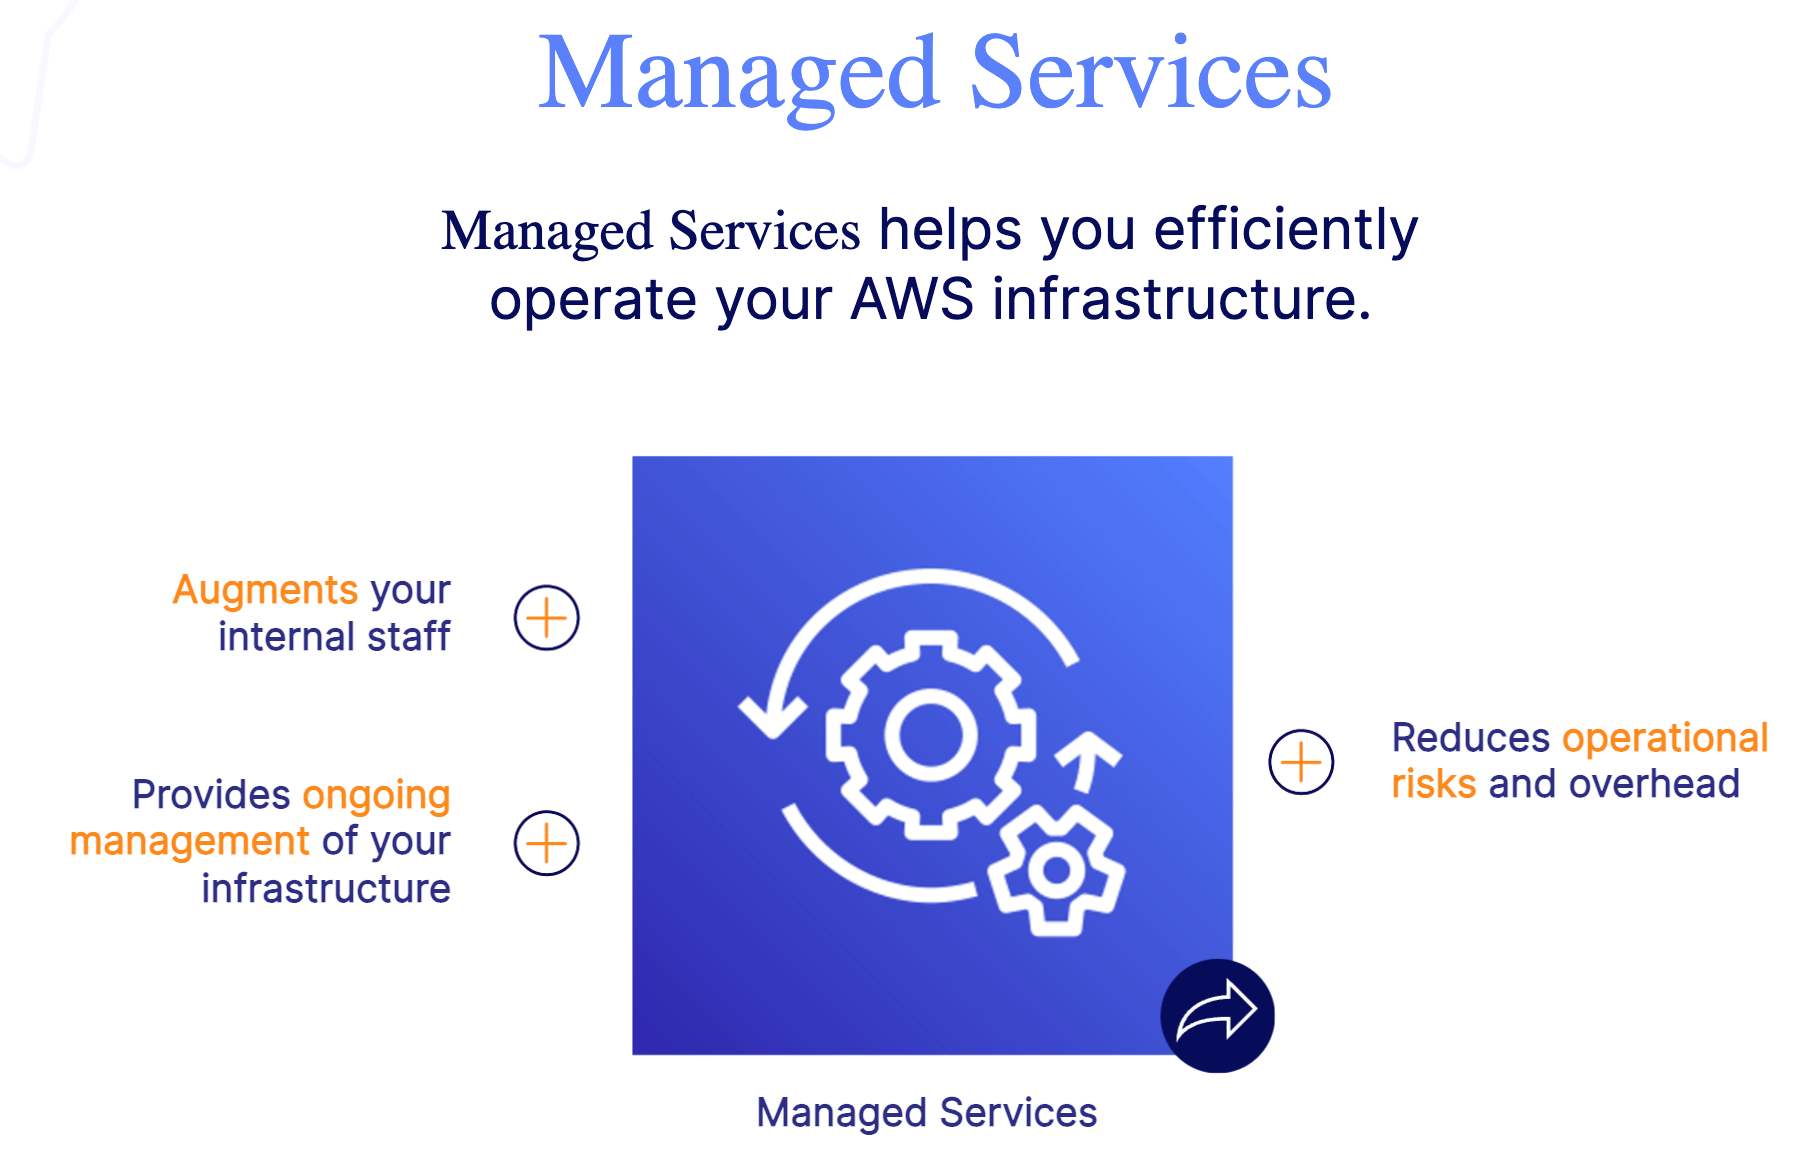 Managed Services
Managed Services helps you efficiently
operate your AWS infrastructure.
Augments your
internal staff
Provides ongoing
management of your
infrastructure
Reduces operational
risks and overhead
Managed Services